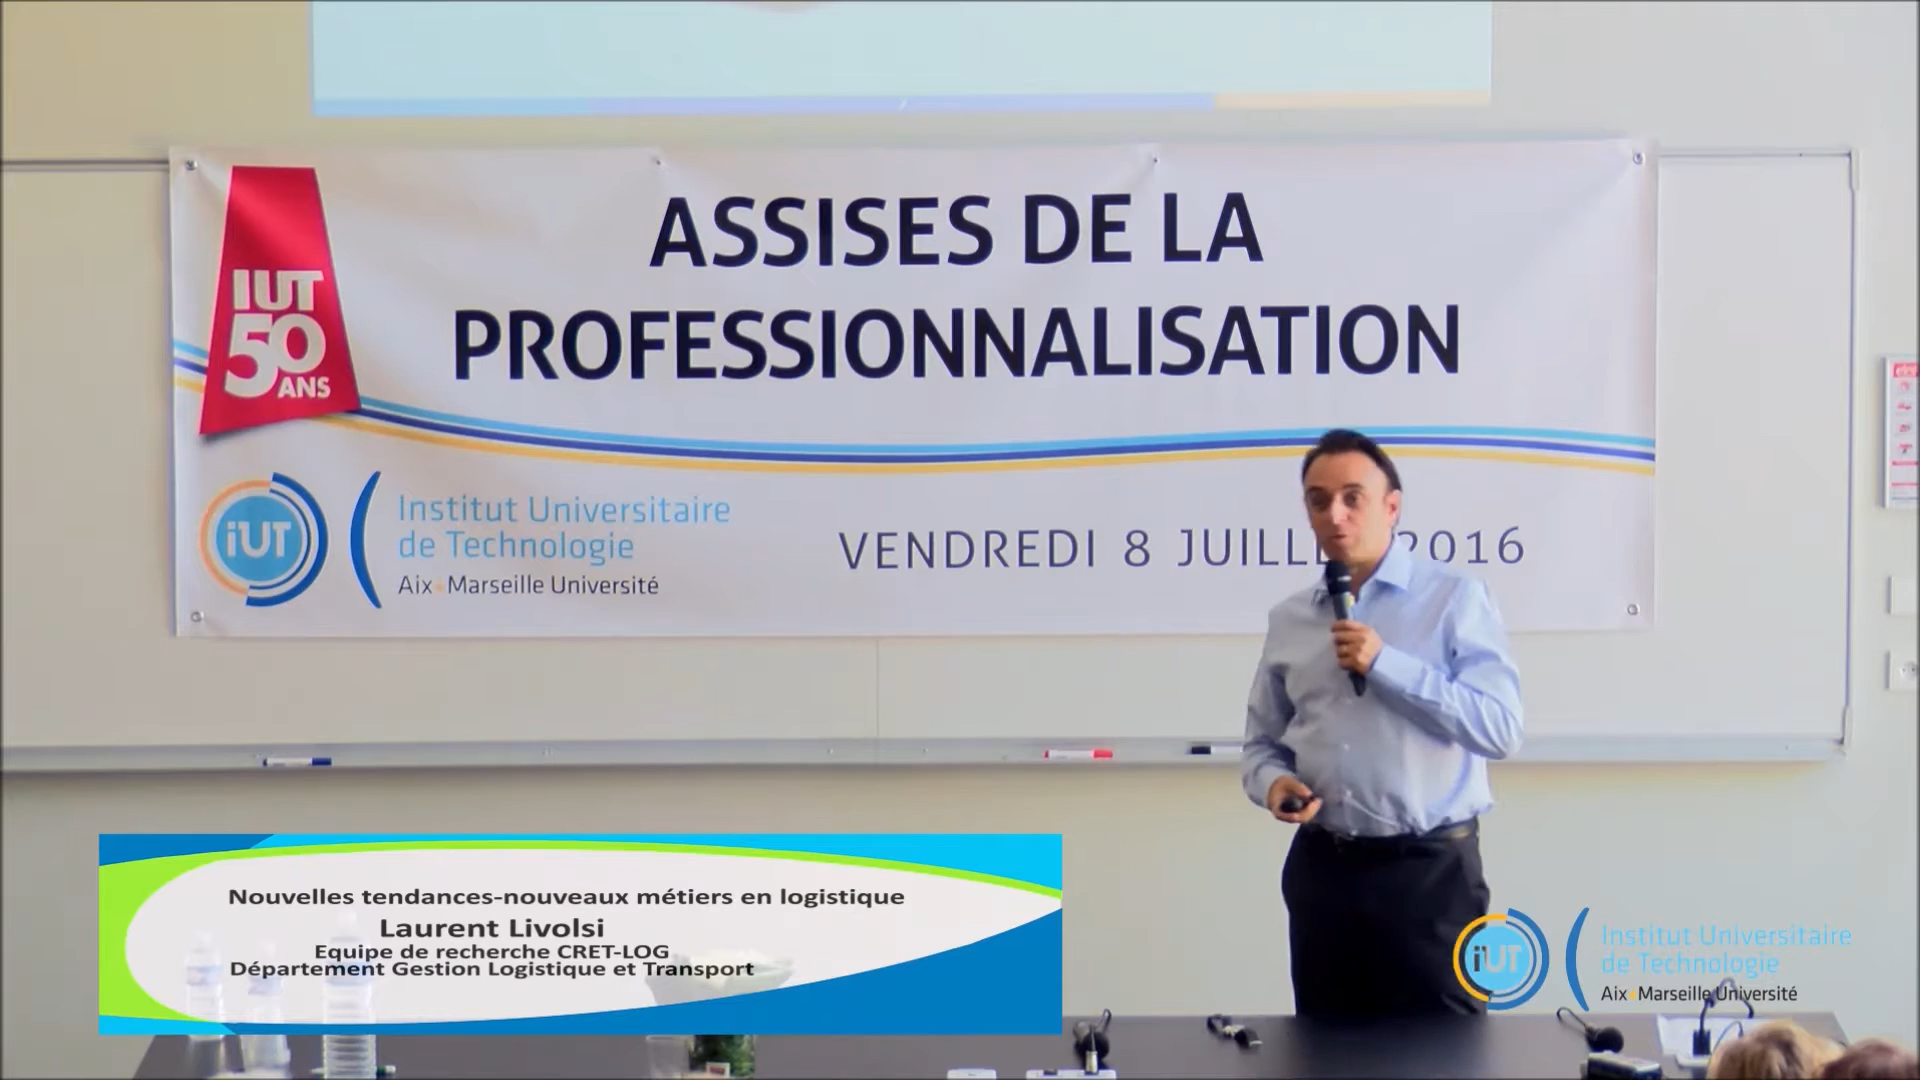 ASSISES DE LA
PROFESSIONNALISATION
IUT
50
ANS
iUT
Institut Universitaire
de Technologie
Aix Marseille Université
VENDREDI 8 JUILL 2016
Nouvelles tendances-nouveaux métiers en logistique
Laurent Livolsi
Equipe de recherche CRET-LOG
Département Gestion Logistique et Transport
iUT
Institut Universitaire
de Technologie
Aix Marseille Université